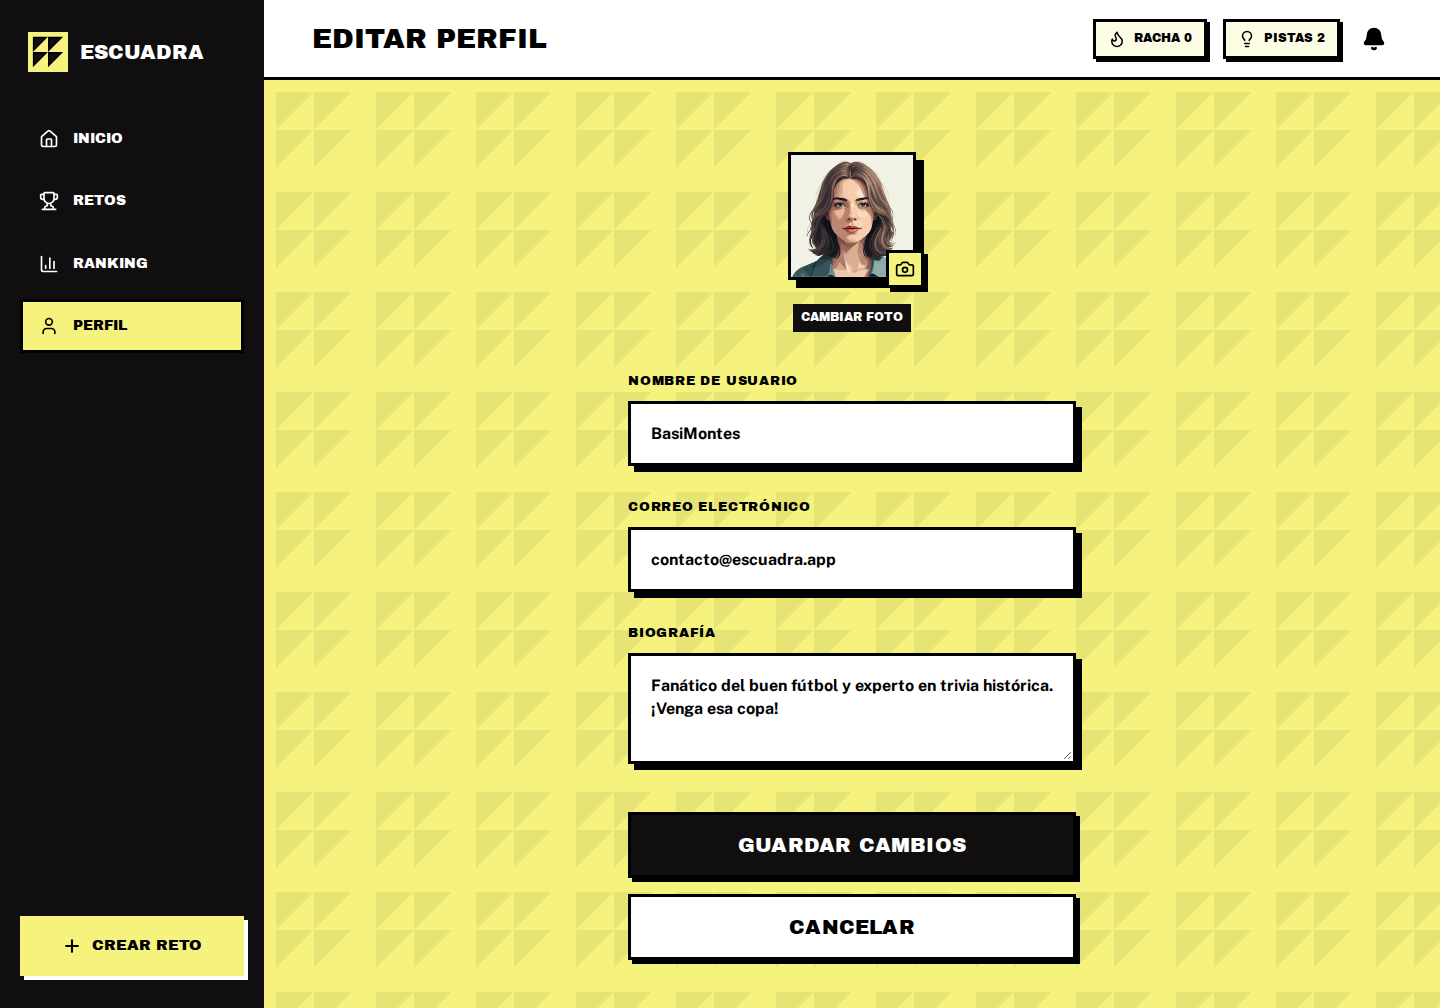 ESCUADRA
INICIO
RETOS
RANKING
PERFIL
CREAR RETO
EDITAR PERFIL
RACHA 0
PISTAS 2
CAMBIAR FOTO
NOMBRE DE USUARIO
BasiMontes
CORREO ELECTRÓNICO
contacto@escuadra.app
BIOGRAFÍA
Fanático del buen fútbol y experto en trivia histórica.
¡Venga esa copa!
GUARDAR CAMBIOS
CANCELAR